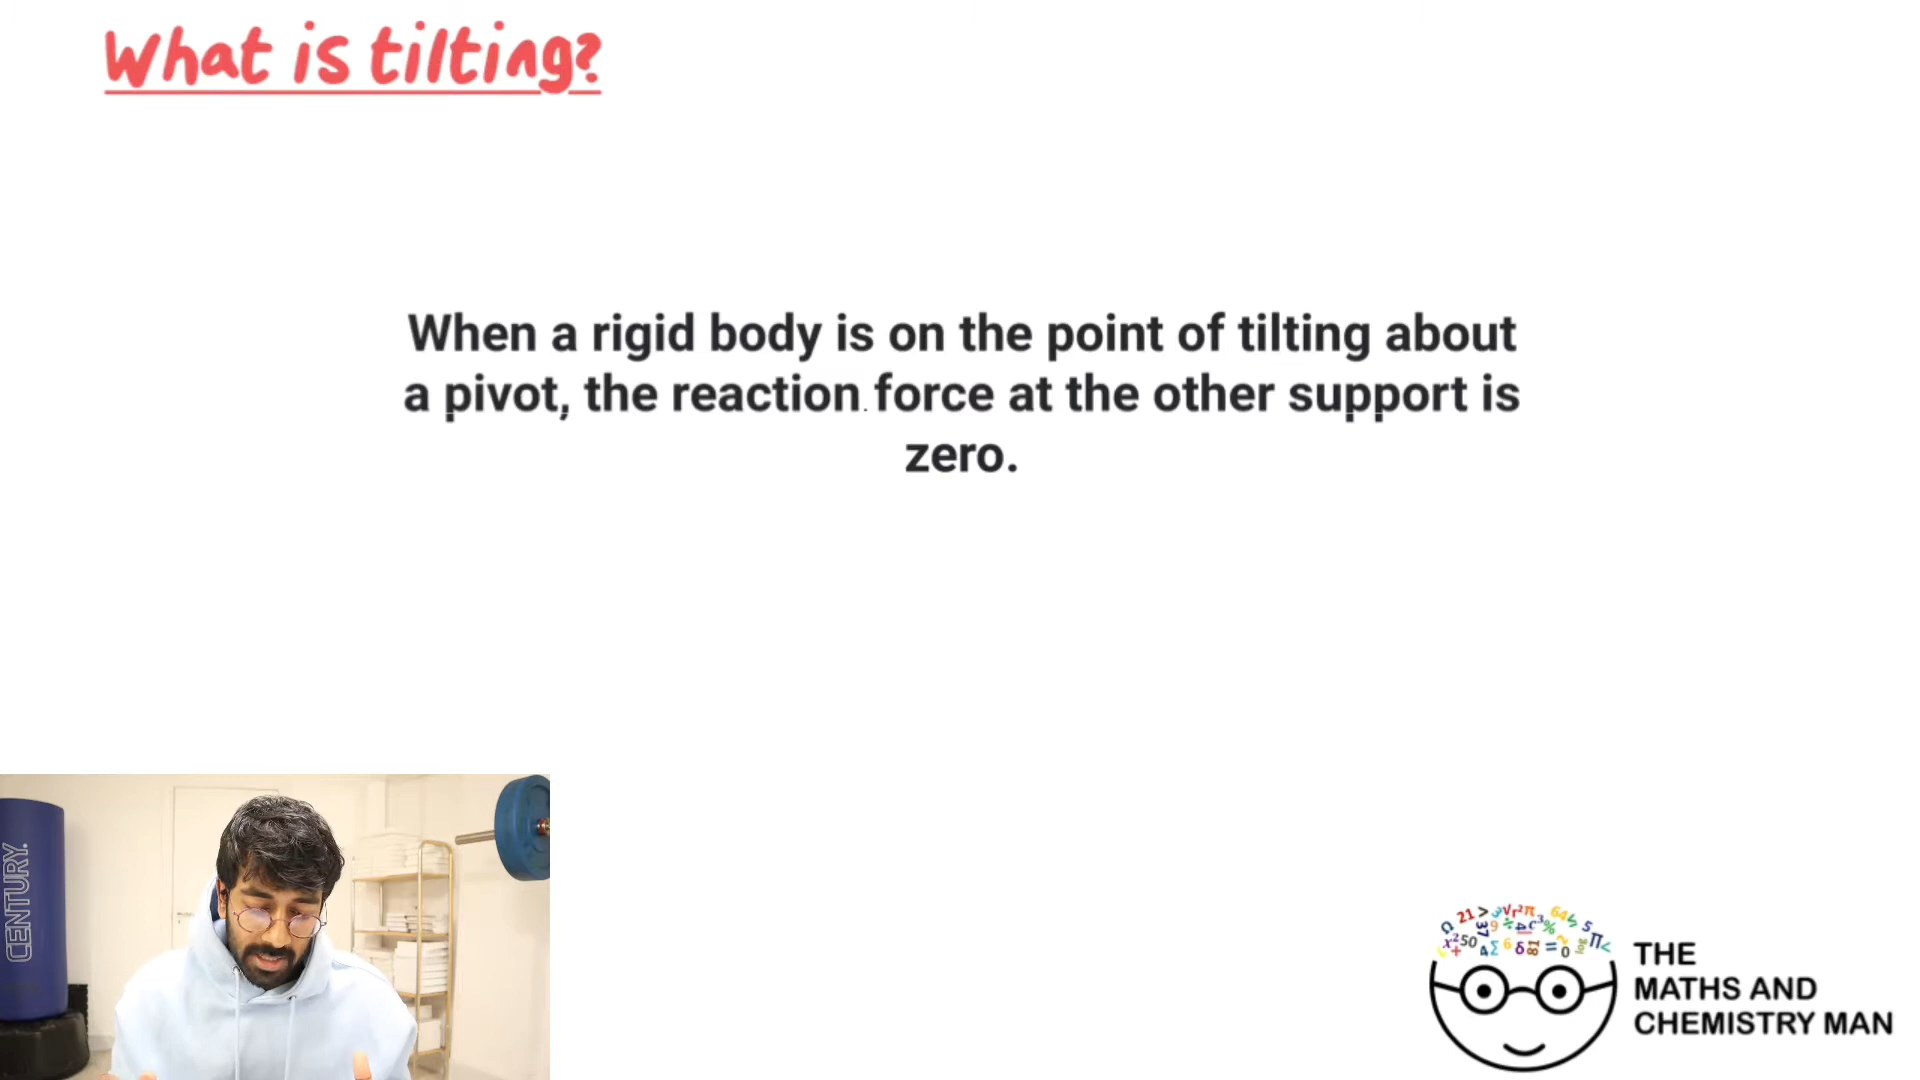 What is tilting?
When a rigid body is on the point of tilting about
a pivot, the reaction force at the other support is
zero.
CENTURY.
THE
MATHS AND
CHEMISTRY MAN